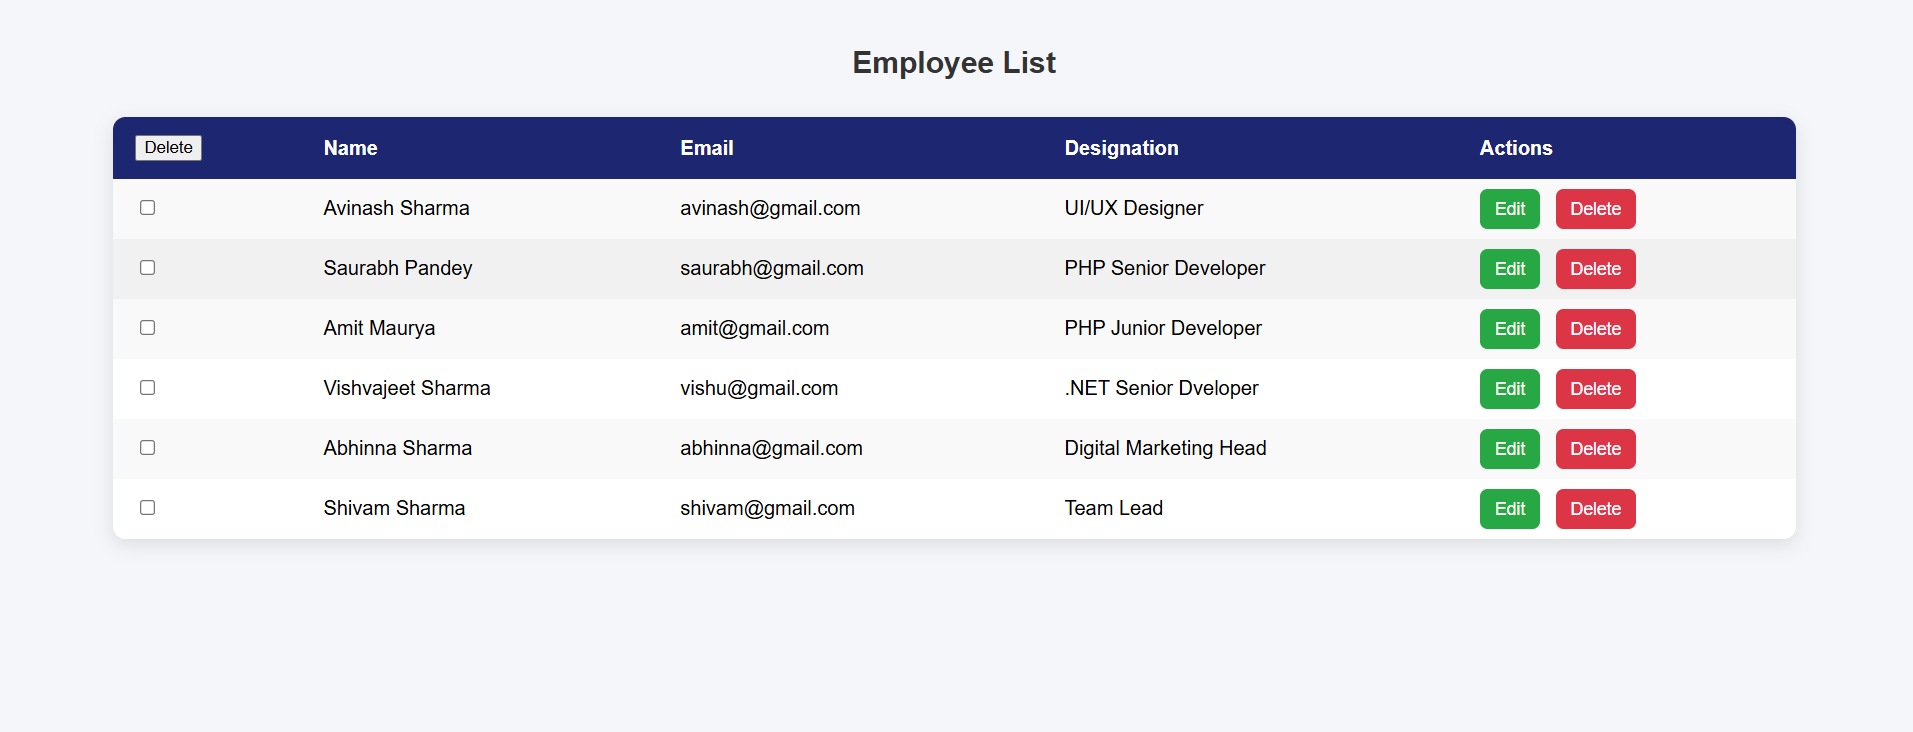 Employee List
Delete Name Email Designation Actions
Avinash Sharma avinash@gmail.com UI/UX Designer Edit Delete
Saurabh Pandey saurabh@gmail.com PHP Senior Developer Edit Delete
Amit Maurya amit@gmail.com PHP Junior Developer Edit Delete
Vishvajeet Sharma vishu@gmail.com .NET Senior Dveloper Edit Delete
Abhinna Sharma abhinna@gmail.com Digital Marketing Head Edit Delete
Shivam Sharma shivam@gmail.com Team Lead Edit Delete